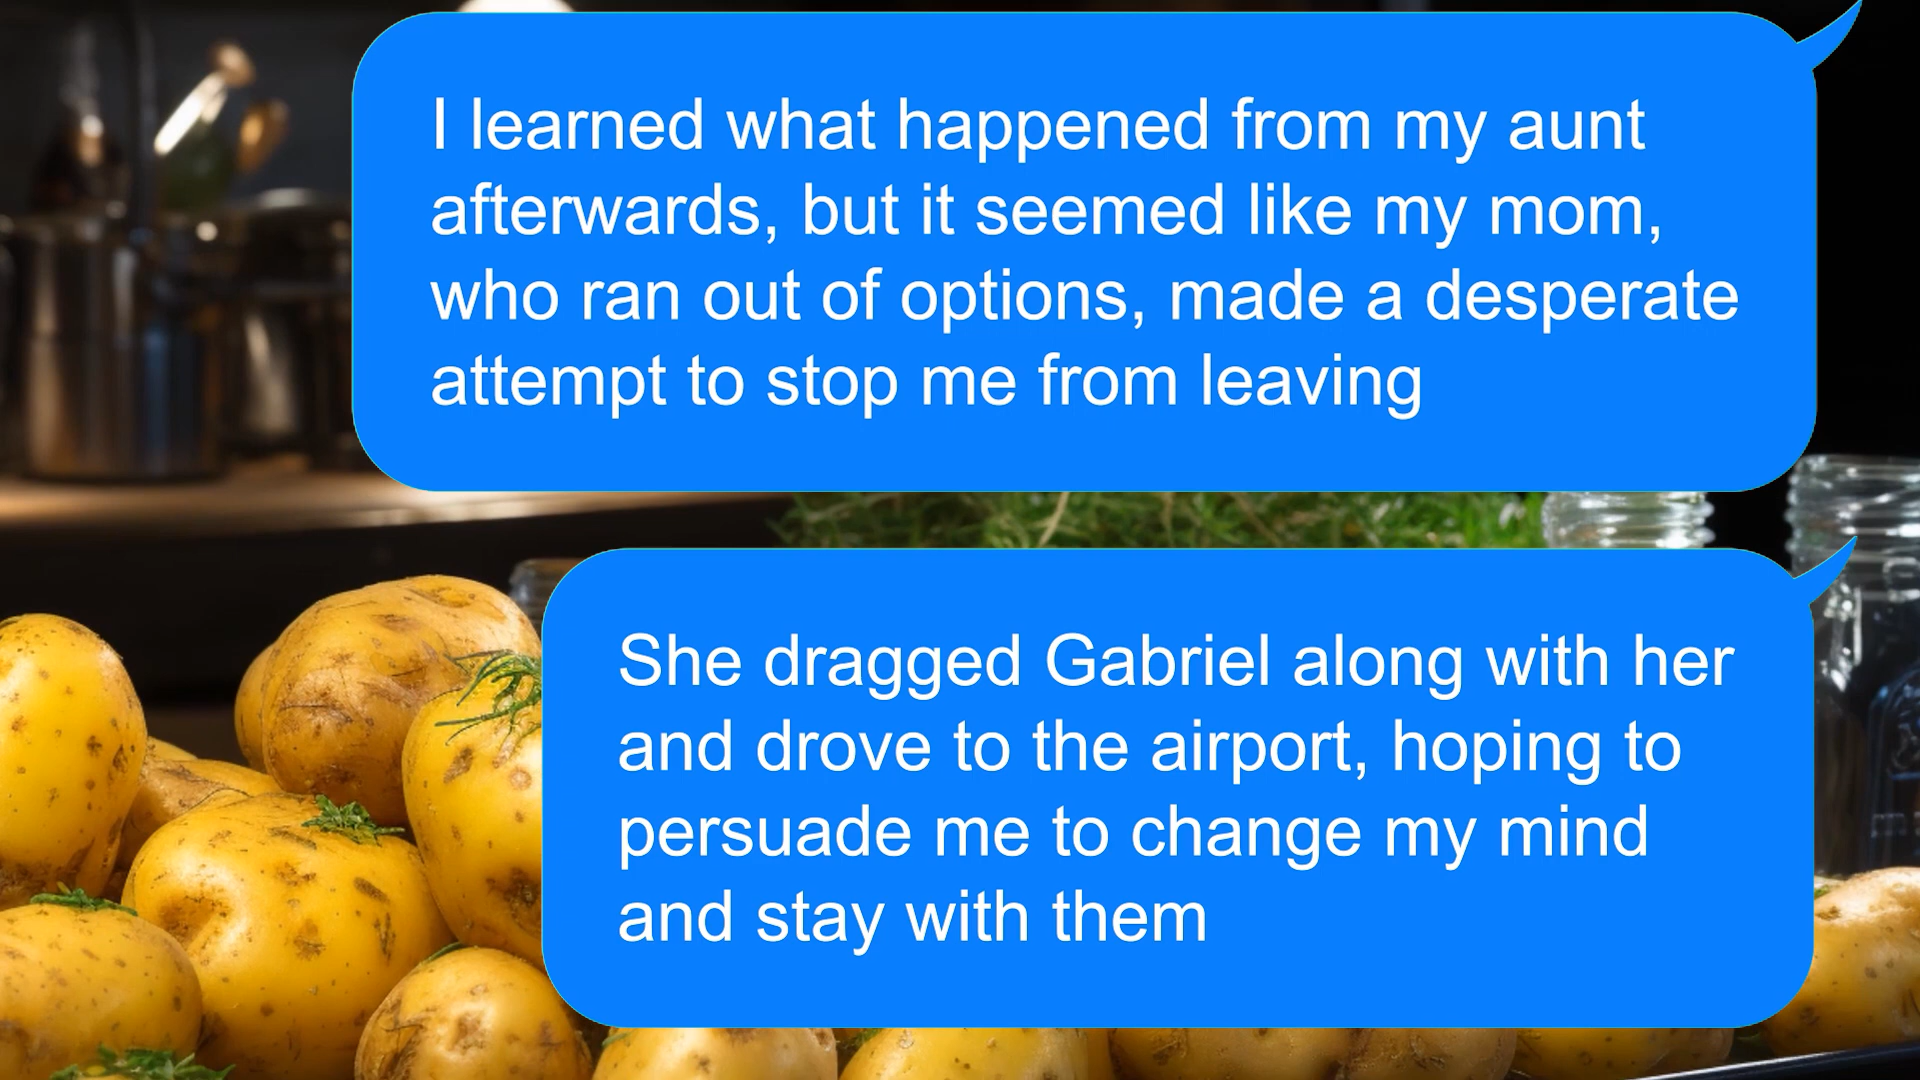 I learned what happened from my aunt
afterwards, but it seemed like my mom,
who ran out of options, made a desperate
attempt to stop me from leaving
She dragged Gabriel along with her
and drove to the airport, hoping to
persuade me to change my mind
and stay with them